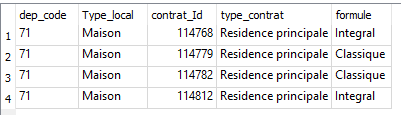 dep_code Type_local contrat_Id type_contrat formule
1 71 Maison 114768 Residence principale Integral
2 71 Maison 114779 Residence principale Classique
3 71 Maison 114782 Residence principale Classique
4 71 Maison 114812 Residence principale Integral